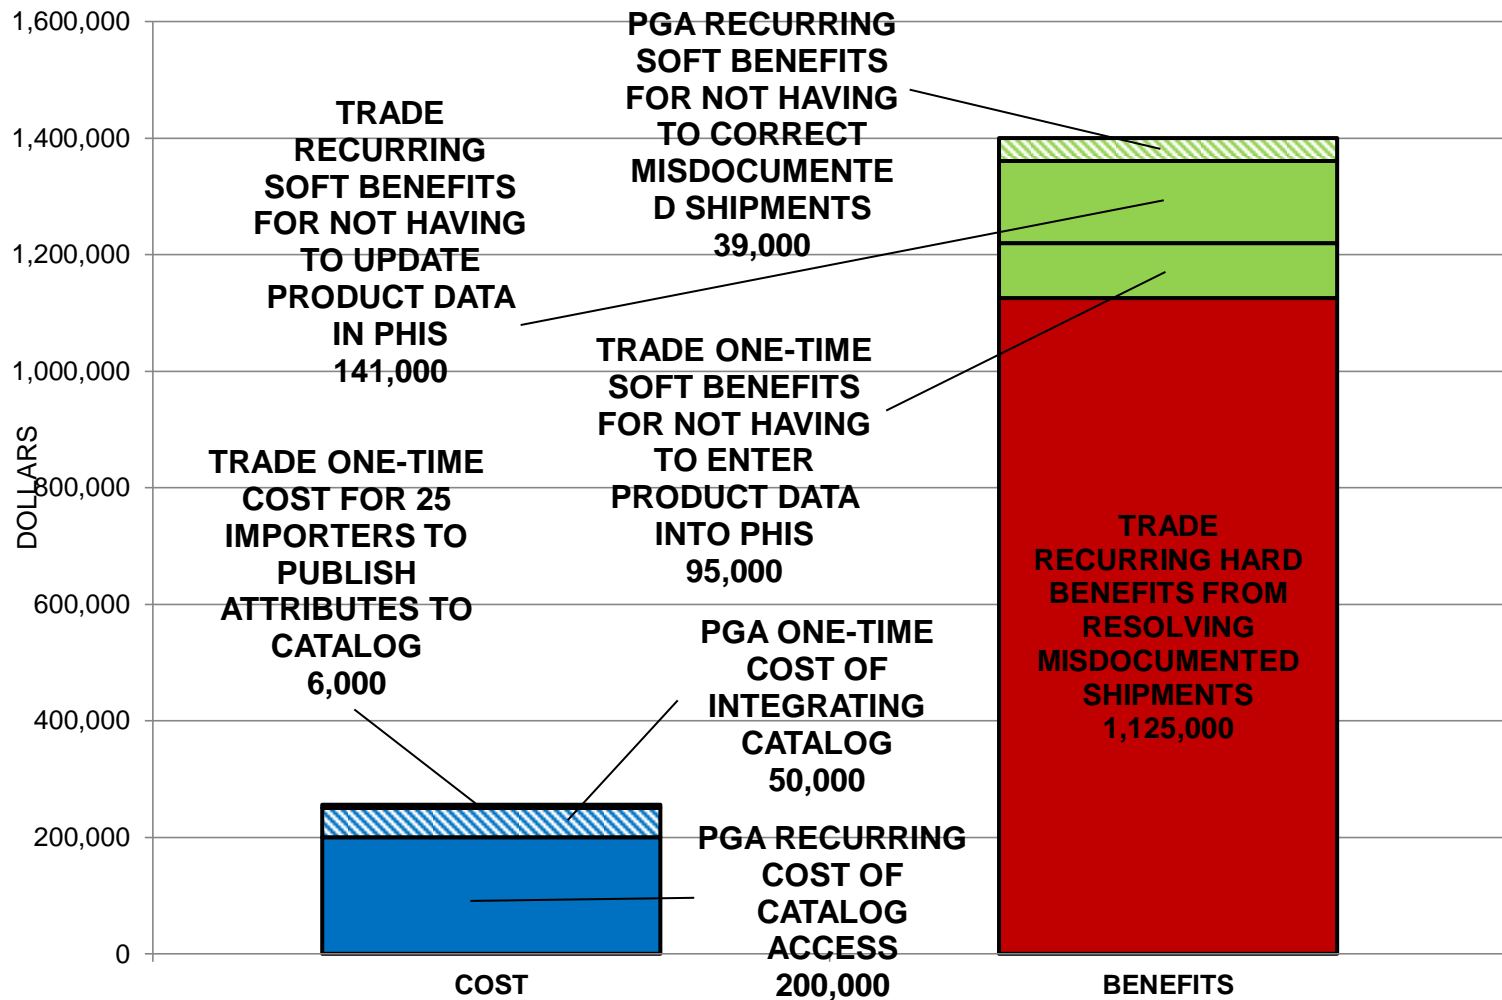 1,600,000
1,400,000
1,200,000
1,000,000
800,000
600,000
400,000
200,000
0
DOLLARS
TRADE
RECURRING
SOFT BENEFITS
FOR NOT HAVING
TO UPDATE
PRODUCT DATA
IN PHIS
141,000
PGA RECURRING
SOFT BENEFITS
FOR NOT HAVING
TO CORRECT
MISDOCUMENTE
D SHIPMENTS
39,000
TRADE ONE-TIME
COST FOR 25
IMPORTERS TO
PUBLISH
ATTRIBUTES TO
CATALOG
6,000
TRADE ONE-TIME
SOFT BENEFITS
FOR NOT HAVING
TO ENTER
PRODUCT DATA
INTO PHIS
95,000
PGA ONE-TIME
COST OF
INTEGRATING
CATALOG
50,000
PGA RECURRING
COST OF
CATALOG
ACCESS
200,000
TRADE
RECURRING HARD
BENEFITS FROM
RESOLVING
MISDOCUMENTED
SHIPMENTS
1,125,000
COST
BENEFITS